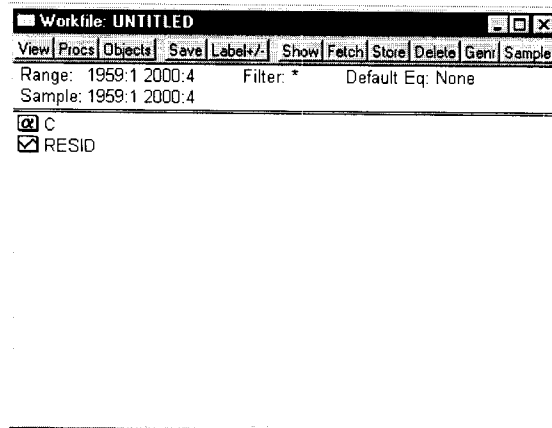 Workfile: UNTITLED
View Procs Objects Save Label+/- Show Fetch Store Delete Genr Sample
Range: 1959:1 2000:4 Filter: * Default Eq: None
Sample: 1959:1 2000:4
α C
RESID